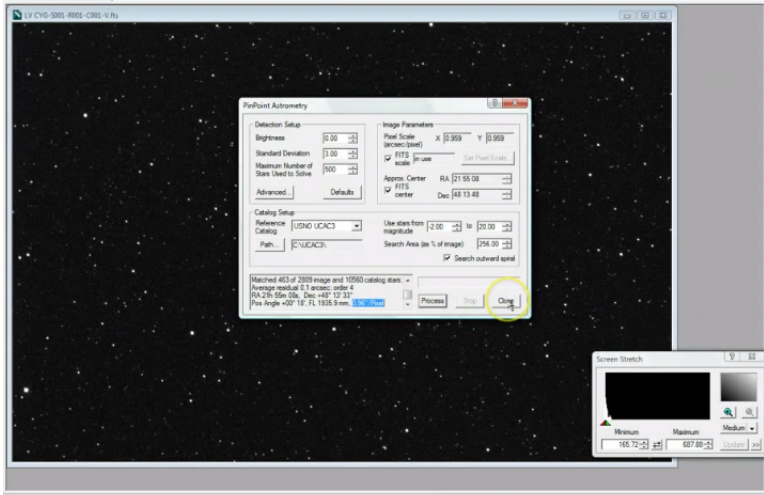 LV CYG-S001-R001-C001-V.fts
PinPoint Astrometry
Detection Setup
Brightness 0.00
Standard Deviation 3.00
Maximum Number of
Stars Used to Solve 500
Advanced... Defaults
Image Parameters
Pixel Scale
(arcsec/pixel) X 0.959 Y 0.959
FITS
scale in use Set Pixel Scale...
Approx. Center RA 21 55 08
FITS
center Dec 48 13 48
Catalog Setup
Reference
Catalog USNO UCAC3
Path... C:\UCAC3\
Use stars from
magnitude -2.00 to 20.00
Search Area (as % of image) 256.00
Search outward spiral
Matched 463 of 2809 image and 10560 catalog stars.
Average residual 0.1 arcsec, order 4
RA 21h 55m 08s, Dec +48° 13' 33"
Pos Angle +00° 18', FL 1935.9 mm, 0.96"/Pixel
Process Stop Close
Screen Stretch
Minimum Maximum Medium
165.72 687.88 Update >>